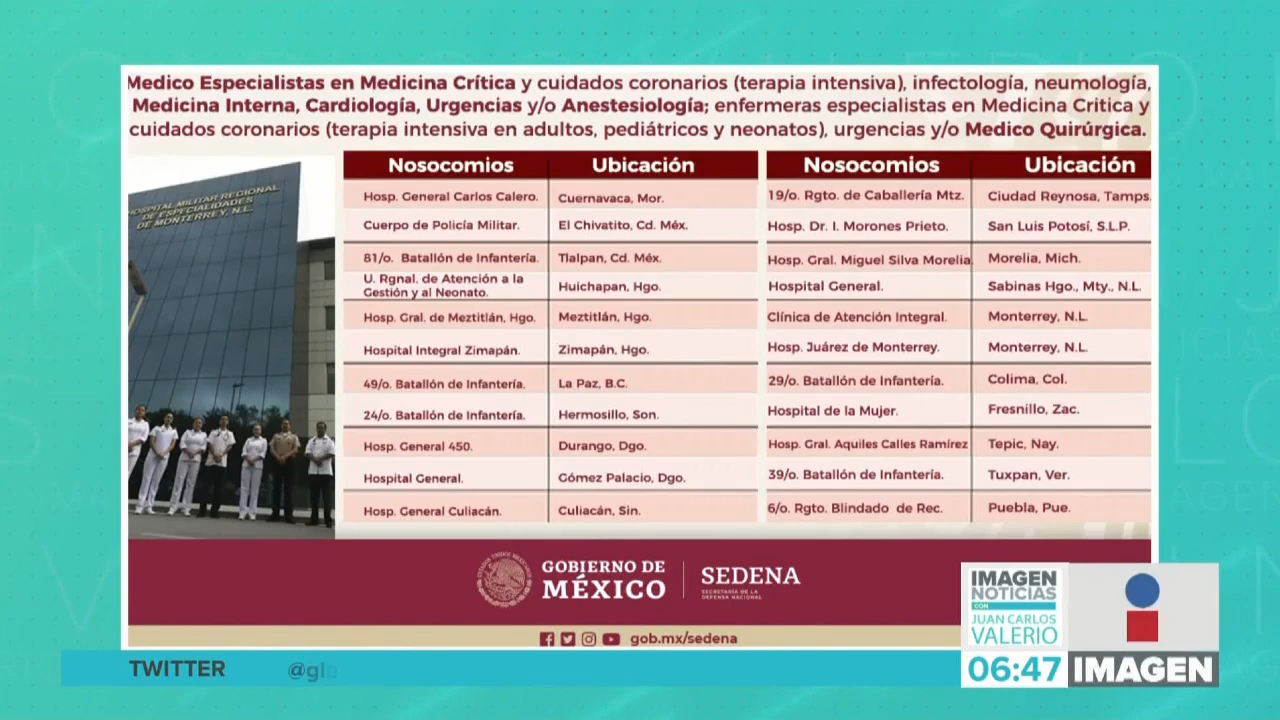 Medico Especialistas en Medicina Crítica y cuidados coronarios (terapia intensiva), infectología, neumología,
Medicina Interna, Cardiología, Urgencias y/o Anestesiología; enfermeras especialistas en Medicina Critica y
cuidados coronarios (terapia intensiva en adultos, pediátricos y neonatos), urgencias y/o Medico Quirúrgica.
HOSPITAL MILITAR REGIONAL
DE ESPECIALIDADES
DE MONTERREY, N.L.
Nosocomios Ubicación
Hosp. General Carlos Calero. Cuernavaca, Mor.
Cuerpo de Policía Militar. El Chivatito, Cd. Méx.
81/o. Batallón de Infantería. Tlalpan, Cd. Méx.
U. Rgnal. de Atención a la
Gestión y al Neonato. Huichapan, Hgo.
Hosp. Gral. de Meztitlán, Hgo. Meztitlán, Hgo.
Hospital Integral Zimapán. Zimapán, Hgo.
49/o. Batallón de Infantería. La Paz, B.C.
24/o. Batallón de Infantería. Hermosillo, Son.
Hosp. General 450. Durango, Dgo.
Hospital General. Gómez Palacio, Dgo.
Hosp. General Culiacán. Culiacán, Sin.
Nosocomios Ubicación
19/o. Rgto. de Caballería Mtz. Ciudad Reynosa, Tamps.
Hosp. Dr. I. Morones Prieto. San Luis Potosí, S.L.P.
Hosp. Gral. Miguel Silva Morelia. Morelia, Mich.
Hospital General. Sabinas Hgo., Mty., N.L.
Clínica de Atención Integral. Monterrey, N.L.
Hosp. Juárez de Monterrey. Monterrey, N.L.
29/o. Batallón de Infantería. Colima, Col.
Hospital de la Mujer. Fresnillo, Zac.
Hosp. Gral. Aquiles Calles Ramírez Tepic, Nay.
39/o. Batallón de Infantería. Tuxpan, Ver.
6/o. Rgto. Blindado de Rec. Puebla, Pue.
GOBIERNO DE
MÉXICO
SEDENA
SECRETARÍA DE LA
DEFENSA NACIONAL
gob.mx/sedena
IMAGEN
NOTICIAS
CON
JUAN CARLOS
VALERIO
TWITTER @gl
06:47 IMAGEN